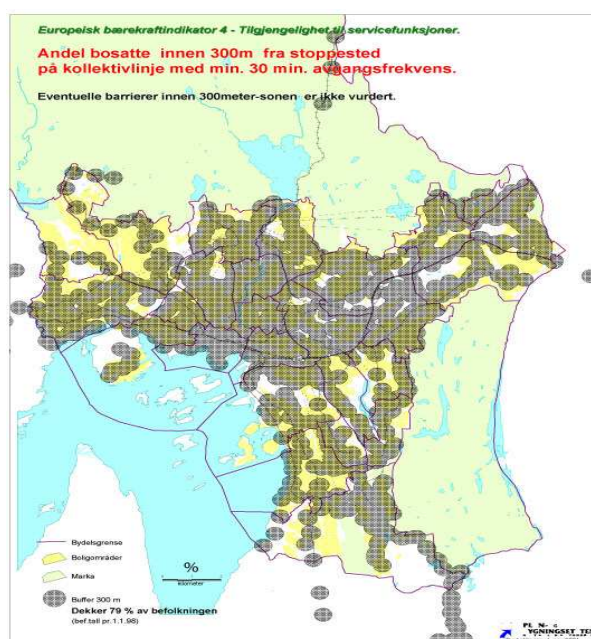 Europeisk bærekraftindikator 4 - Tilgjengelighet til servicefunksjoner.
Andel bosatte innen 300m fra stoppested
på kollektivlinje med min. 30 min. avgangsfrekvens.
Eventuelle barrierer innen 300meter-sonen er ikke vurdert.
Bydelsgrense
Boligområder
Marka
%
kilometer
Buffer 300 m
Dekker 79 % av befolkningen
(bef.tall pr.1.1.98)